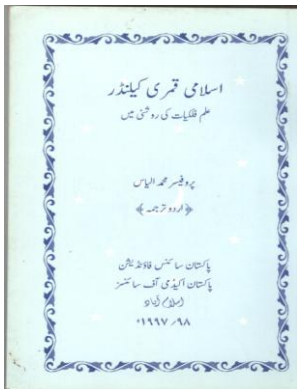 اسلامی قمری کیلنڈر
علم فلکیات کی روشنی میں
پروفیسر محمد الیاس
﴿اردو ترجمہ﴾
پاکستان سائنس فاؤنڈیشن
پاکستان اکیڈمی آف سائنسز
اسلام آباد
۱۹۹۷/۹۸ء